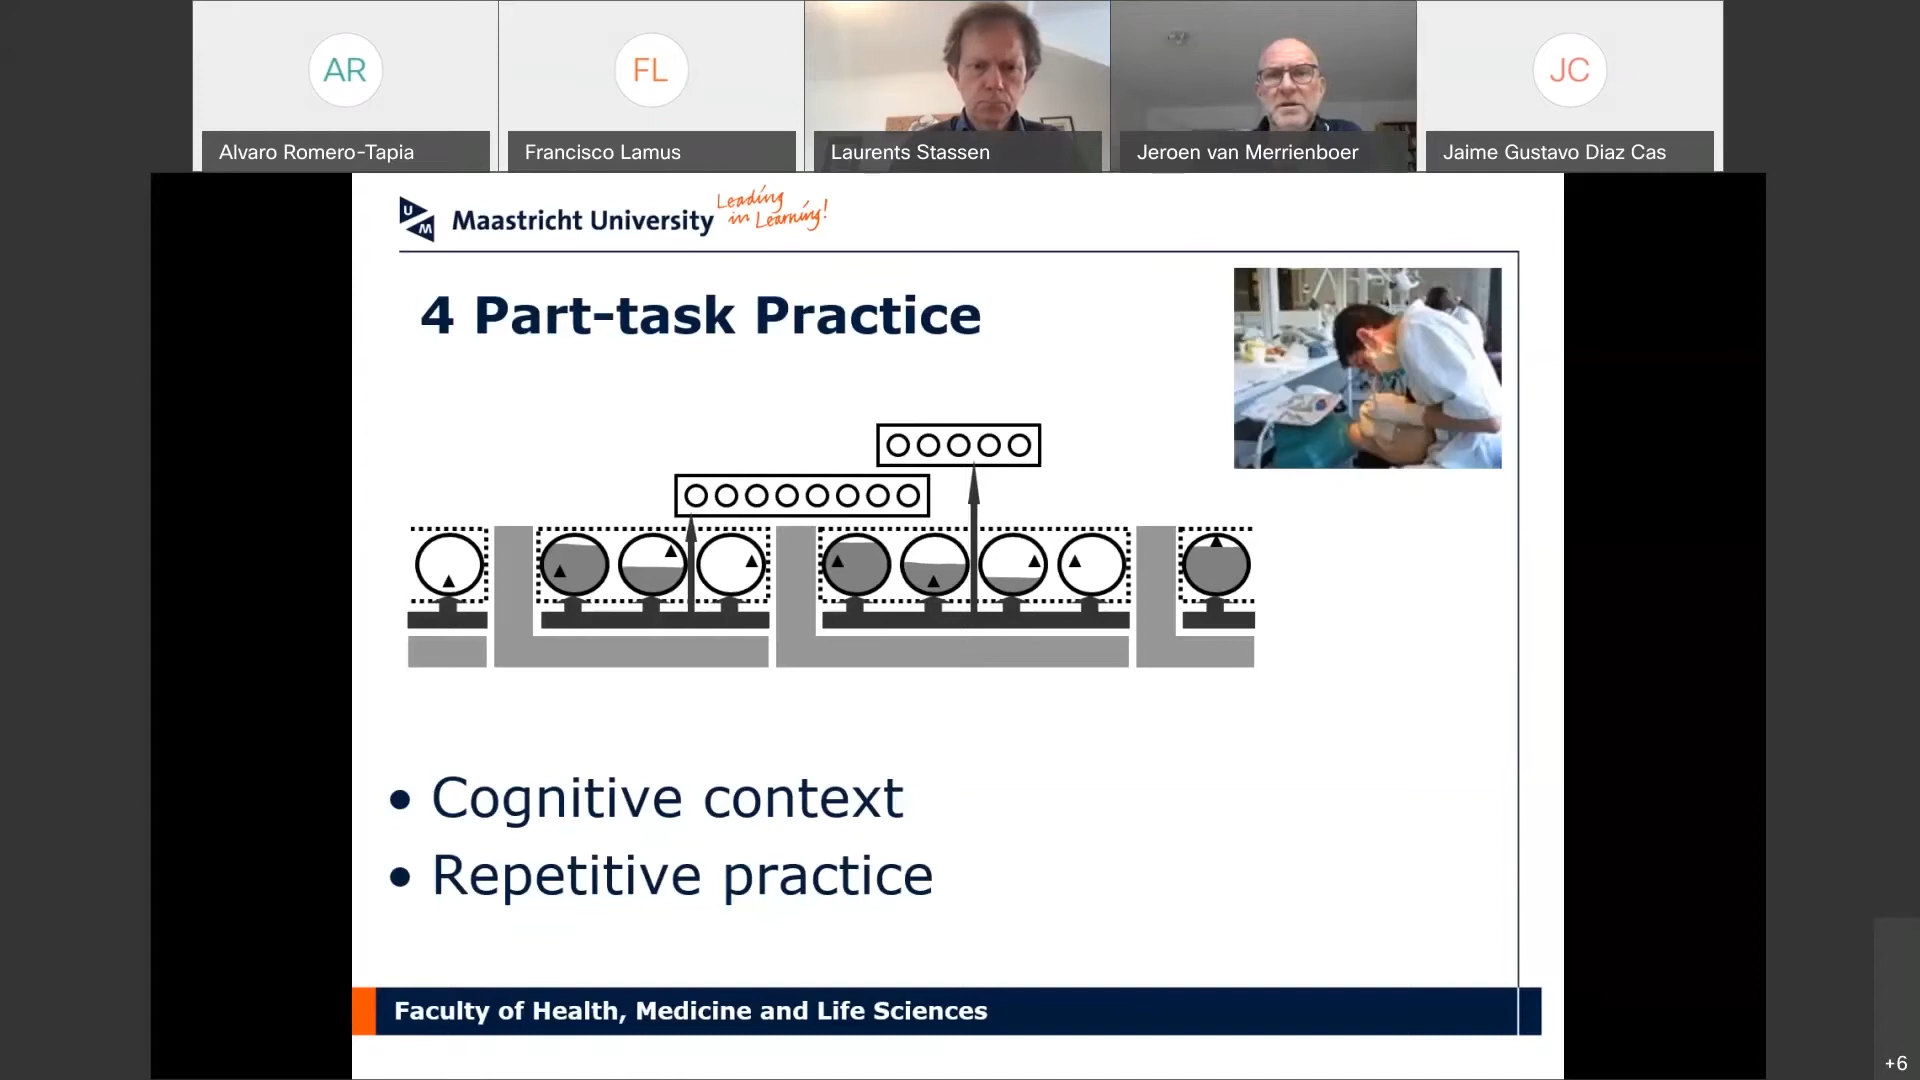 AR
FL
JC
Alvaro Romero-Tapia
Francisco Lamus
Laurents Stassen
Jeroen van Merrienboer
Jaime Gustavo Diaz Cas
UM
Maastricht University
Leading
in Learning!
4 Part-task Practice
• Cognitive context
• Repetitive practice
Faculty of Health, Medicine and Life Sciences
+6